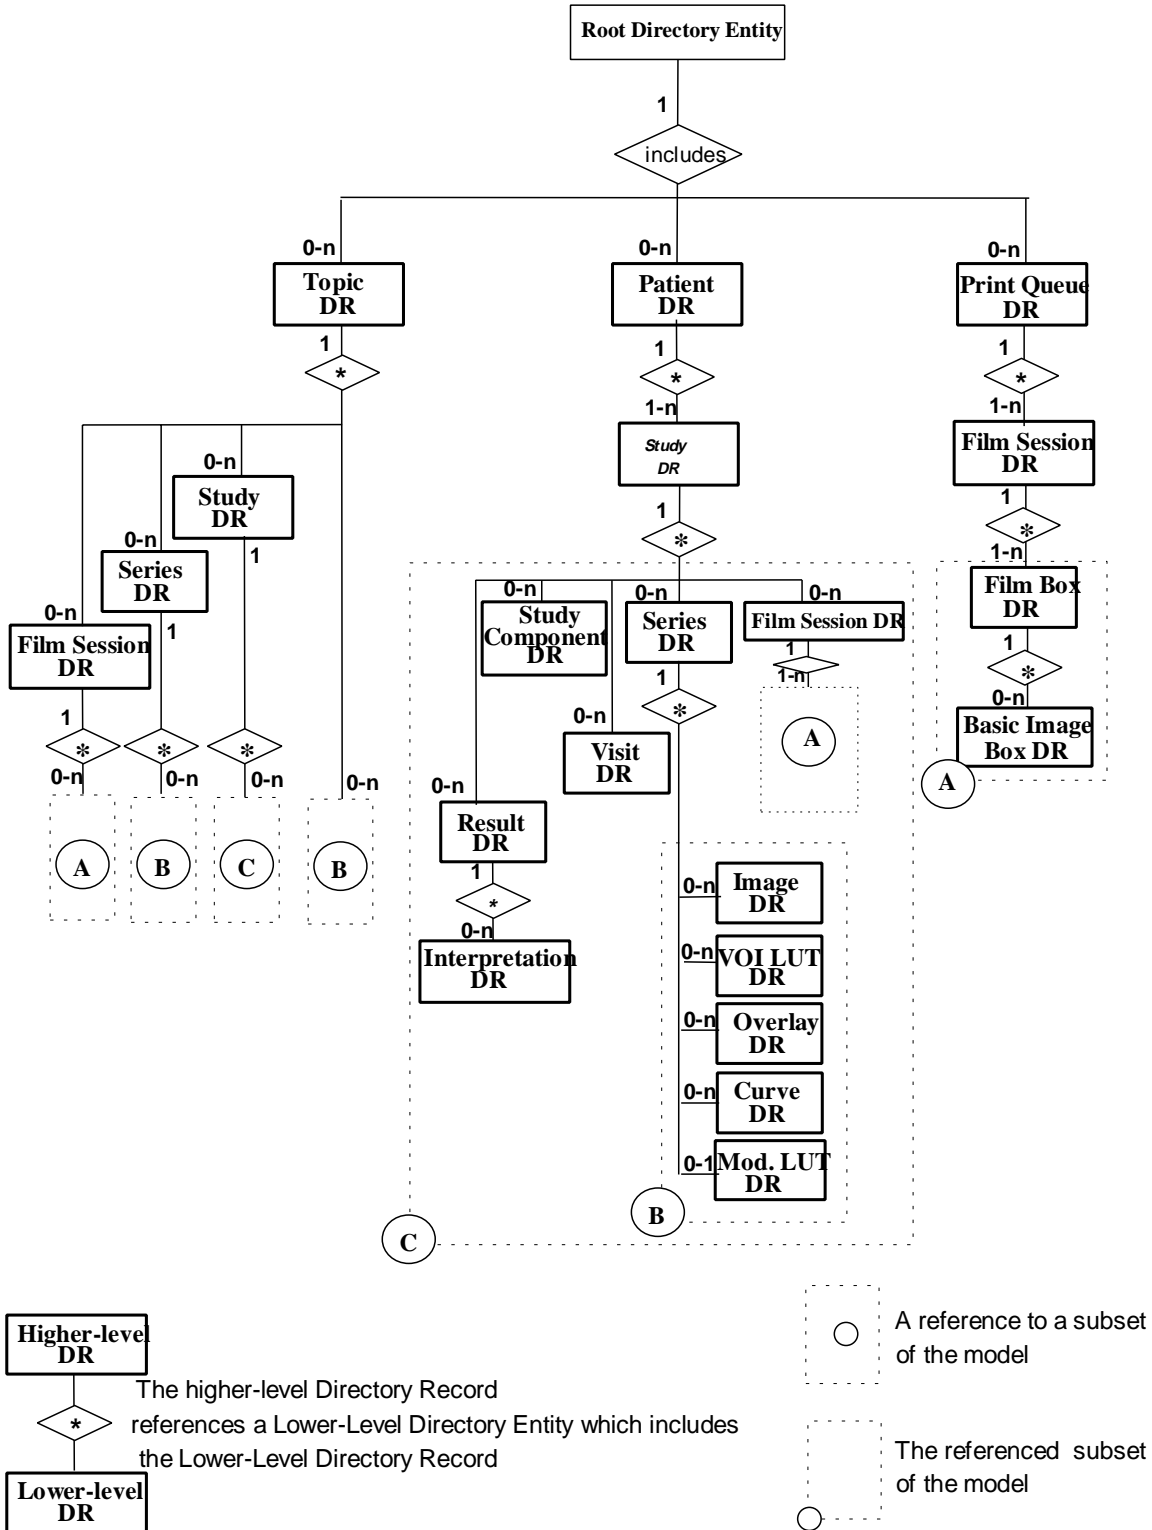 Root Directory Entity
1
includes
0-n
0-n
0-n
Topic
DR
Patient
DR
Print Queue
DR
1
*
1
*
1
*
1-n
1-n
Study
DR
Film Session
DR
0-n
Study
DR
1
1
*
1
*
1-n
0-n
Series
DR
1
0-n
Film Session
DR
1
*
0-n
*
0-n
*
0-n
0-n
A
B
C
B
0-n
Study
Component
DR
0-n
Series
DR
0-n
Film Session DR
1
1-n
A
1
*
0-n
Visit
DR
0-n
Result
DR
1
*
0-n
Interpretation
DR
Film Box
DR
1
*
0-n
Basic Image
Box DR
A
0-n
Image
DR
0-n
VOI LUT
DR
0-n
Overlay
DR
0-n
Curve
DR
0-1
Mod. LUT
DR
B
C
Higher-level
DR
*
Lower-level
DR
The higher-level Directory Record
references a Lower-Level Directory Entity which includes
the Lower-Level Directory Record
A reference to a subset
of the model
The referenced subset
of the model